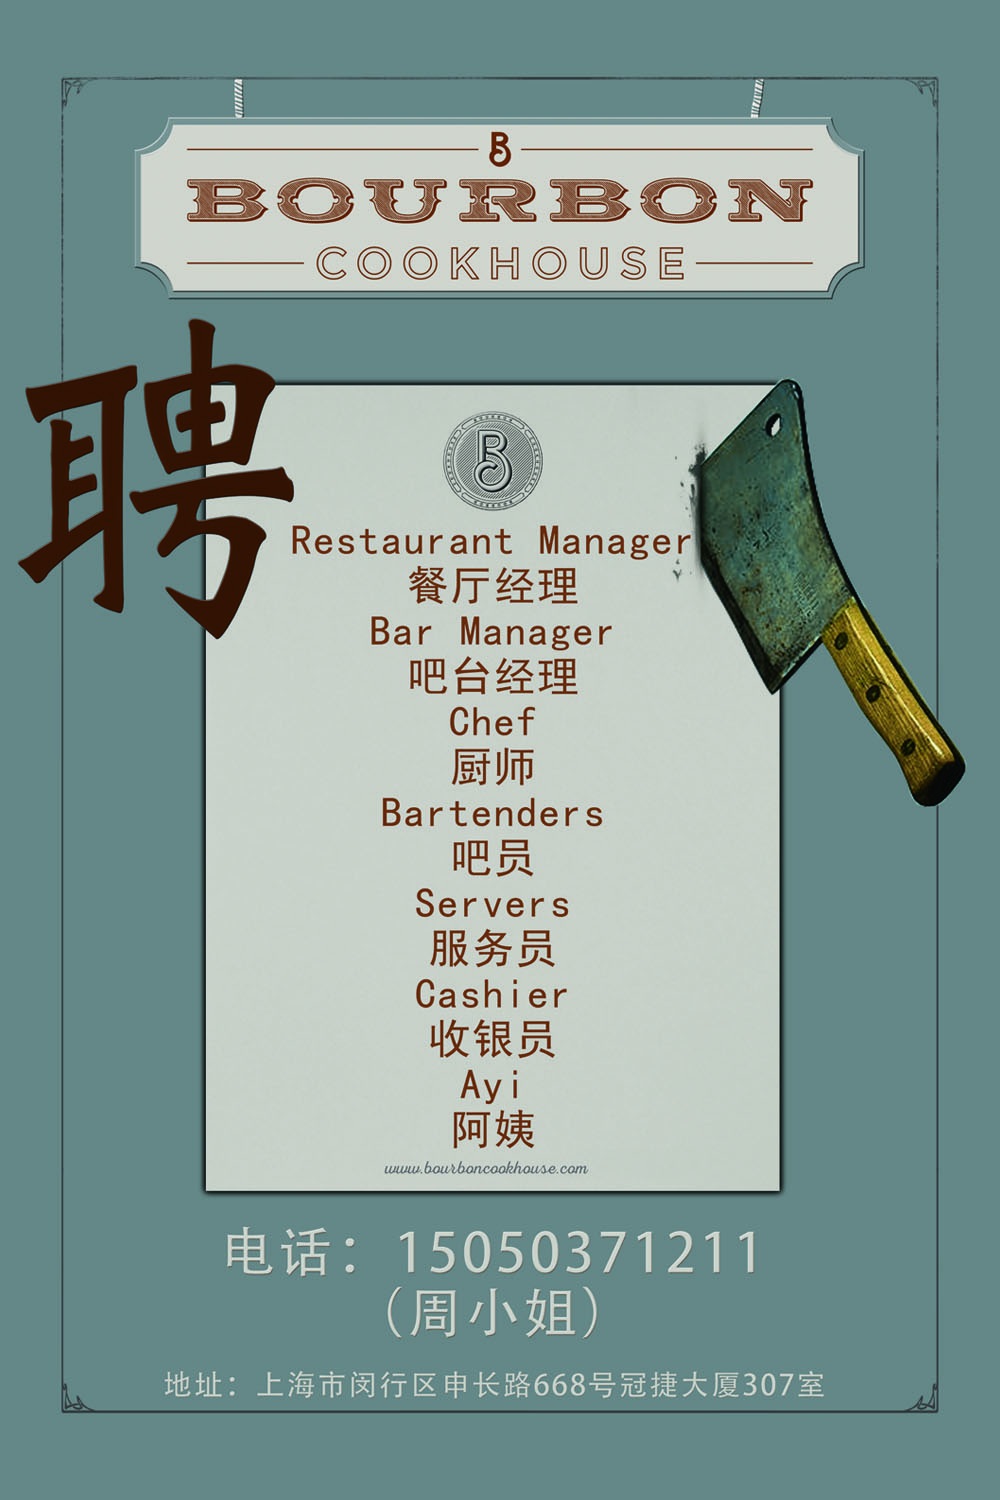 BOURBON
COOKHOUSE
聘
Restaurant Manager
餐厅经理
Bar Manager
吧台经理
Chef
厨师
Bartenders
吧员
Servers
服务员
Cashier
收银员
Ayi
阿姨
www.bourboncookhouse.com
电话：15050371211
（周小姐）
地址：上海市闵行区申长路668号冠捷大厦307室